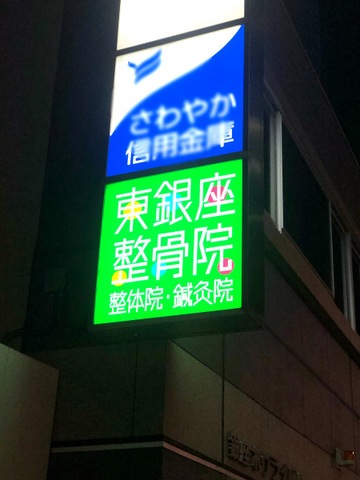 さわやか
信用金庫
東銀座
整骨院
整体院・鍼灸院